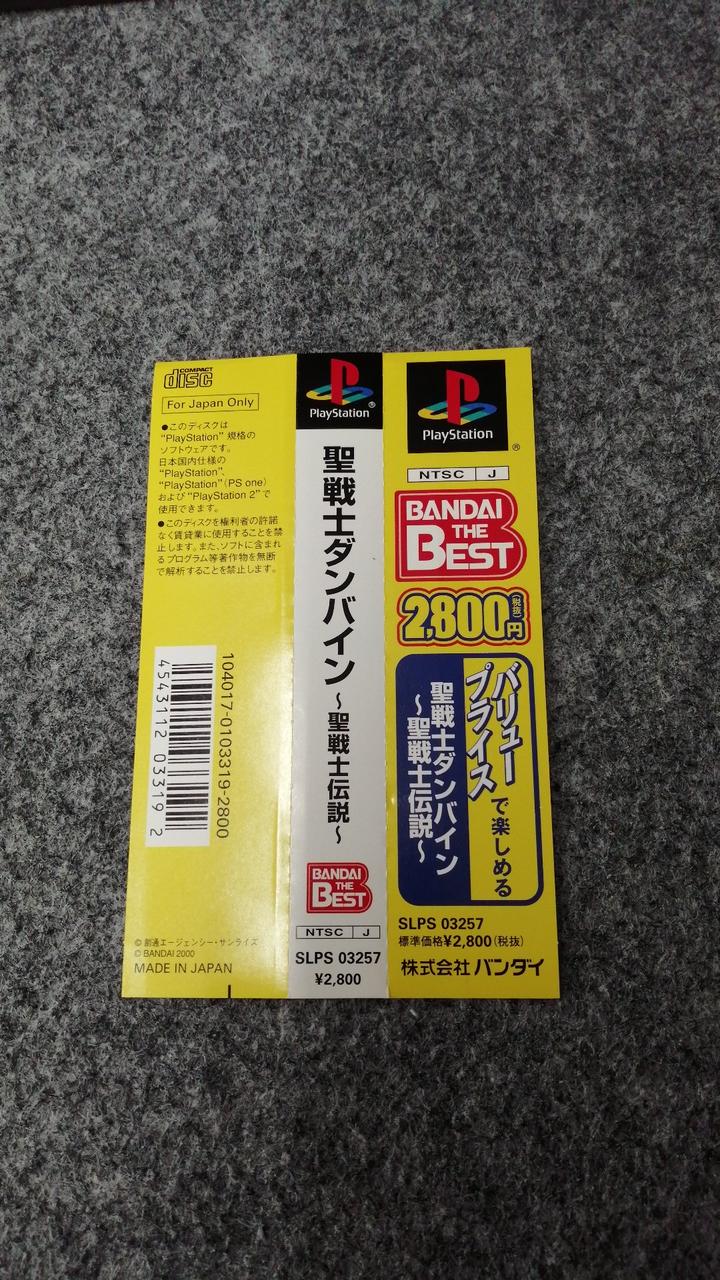 COMPACT
disc
For Japan Only
●このディスクは
“PlayStation” 規格の
ソフトウェアです。
日本国内仕様の
“PlayStation”、
“PlayStation”(PS one)
および“PlayStation 2”で
使用できます。
●このディスクを権利者の許諾
なく賃貸業に使用することを禁
止します。また、ソフトに含まれ
るプログラム等著作物を無断
で解析することを禁止します。
104017-0103319-2800
4543112 033192
© 創通エージェンシー・サンライズ
© BANDAI 2000
MADE IN JAPAN
PlayStation®
聖戦士ダンバイン ～聖戦士伝説～
BANDAI
THE
BEST
NTSC J
SLPS 03257
¥2,800
PlayStation
®
NTSC J
BANDAI
THE
BEST
2,800円(税抜)
バリュー
プライスで楽しめる
聖戦士ダンバイン
～聖戦士伝説～
SLPS 03257
標準価格¥2,800(税抜)
株式会社 バンダイ